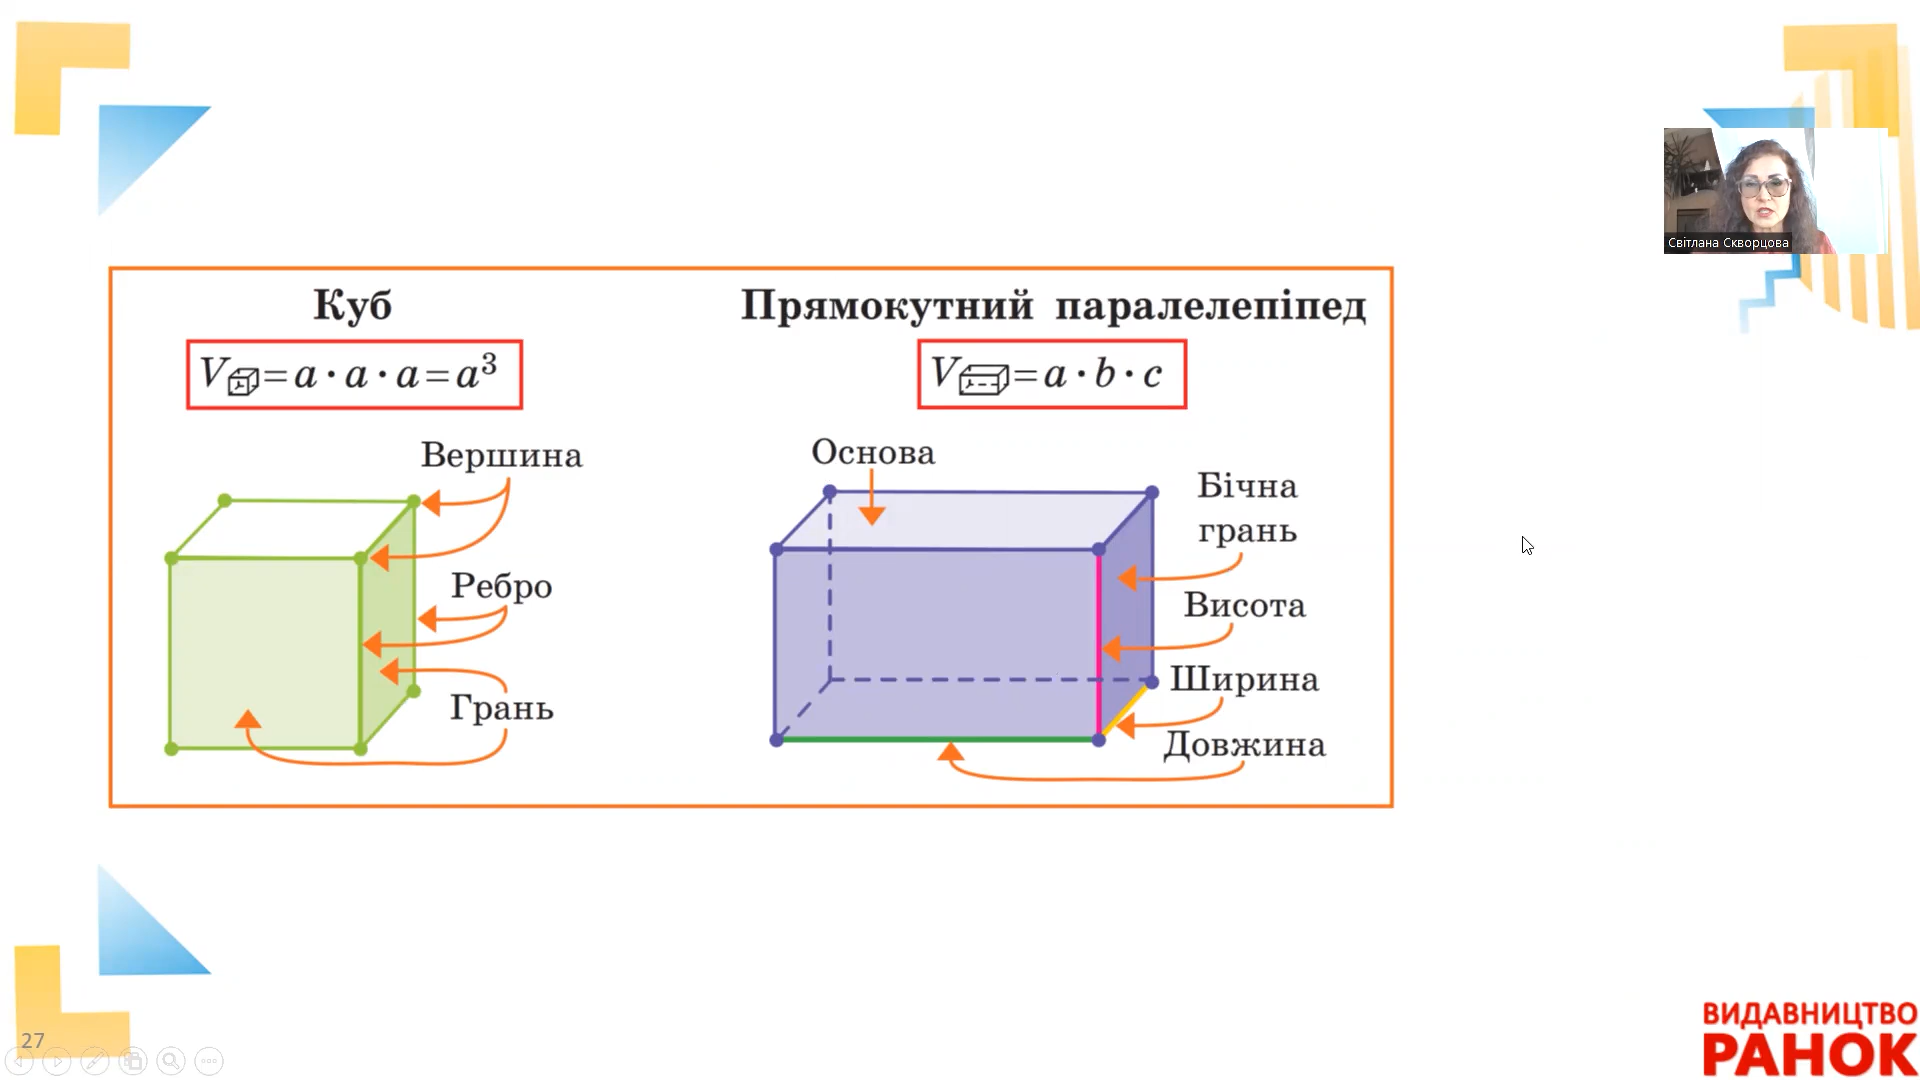 Світлана Скворцова
Куб
V = a · a · a = a³
Вершина
Ребро
Грань
Прямокутний паралелепіпед
V = a · b · c
Основа
Бічна
грань
Висота
Ширина
Довжина
27
ВИДАВНИЦТВО
РАНОК